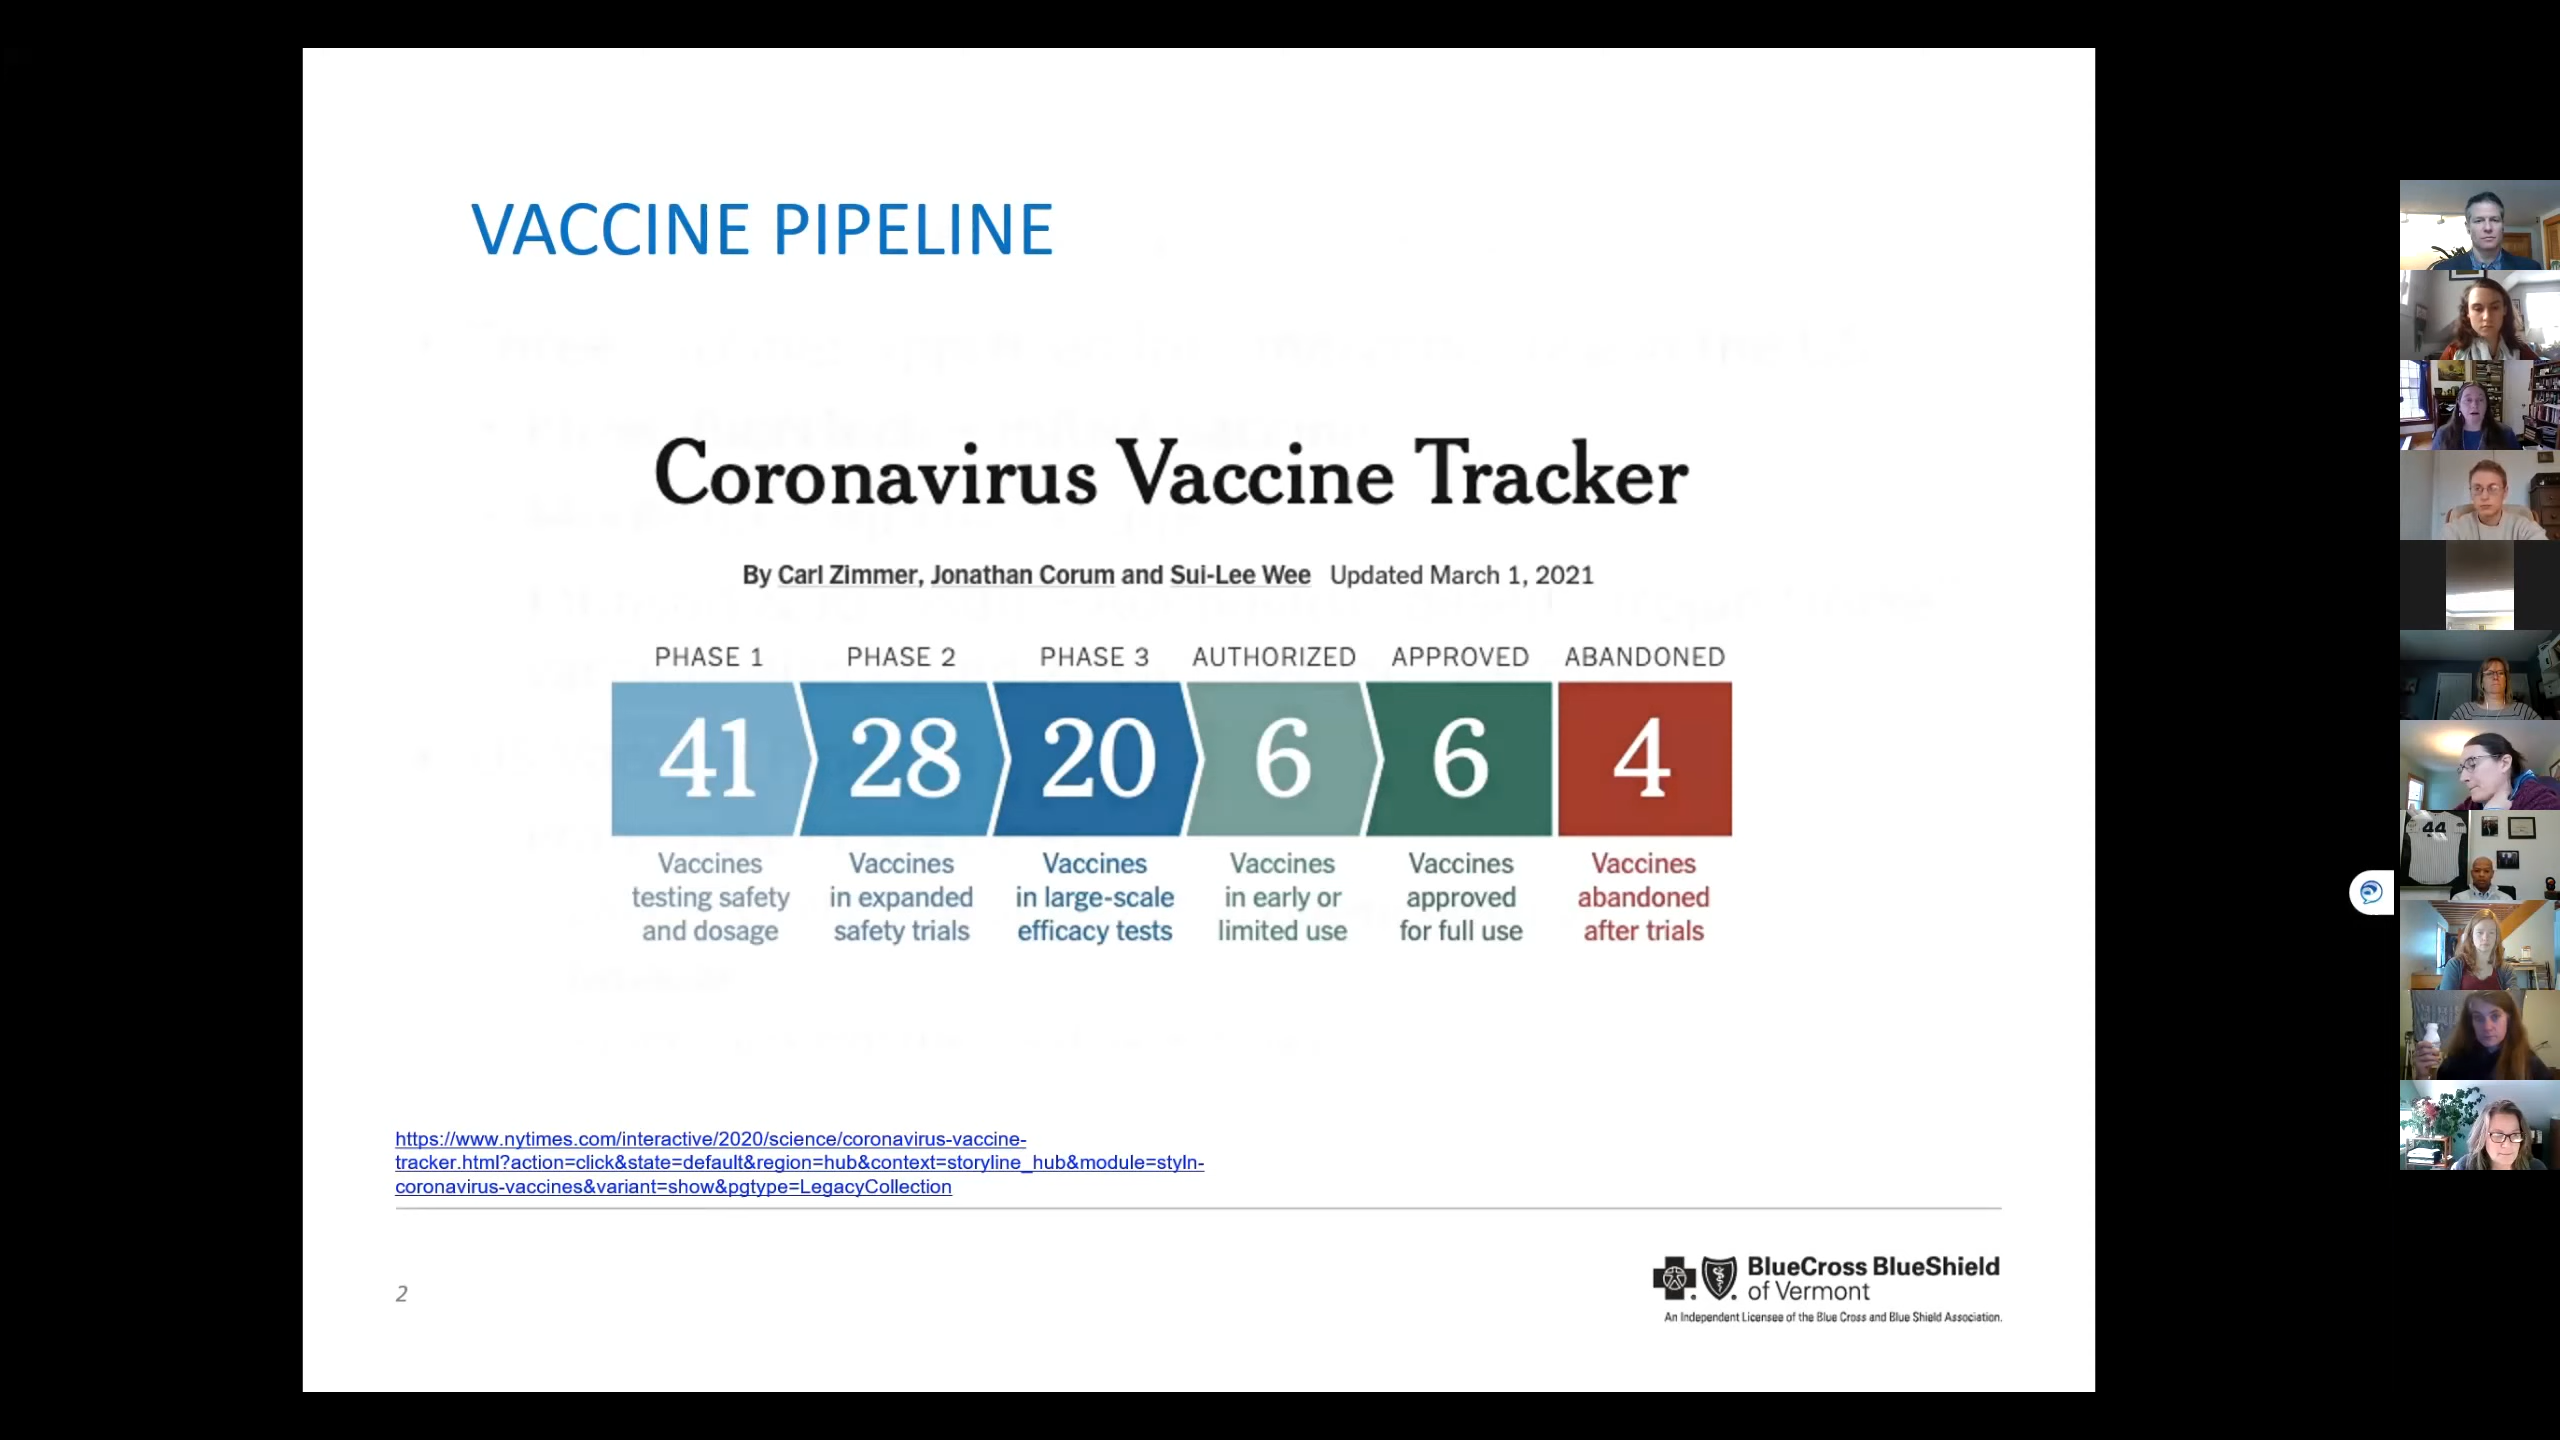 VACCINE PIPELINE
Coronavirus Vaccine Tracker
By Carl Zimmer, Jonathan Corum and Sui-Lee Wee Updated March 1, 2021
PHASE 1 PHASE 2 PHASE 3 AUTHORIZED APPROVED ABANDONED
41 28 20 6 6 4
Vaccines Vaccines Vaccines Vaccines Vaccines Vaccines
testing safety in expanded in large-scale in early or approved abandoned
and dosage safety trials efficacy tests limited use for full use after trials
https://www.nytimes.com/interactive/2020/science/coronavirus-vaccine-
tracker.html?action=click&state=default&region=hub&context=storyline_hub&module=styln-
coronavirus-vaccines&variant=show&pgtype=LegacyCollection
2
BlueCross BlueShield
of Vermont
An Independent Licensee of the Blue Cross and Blue Shield Association.
44